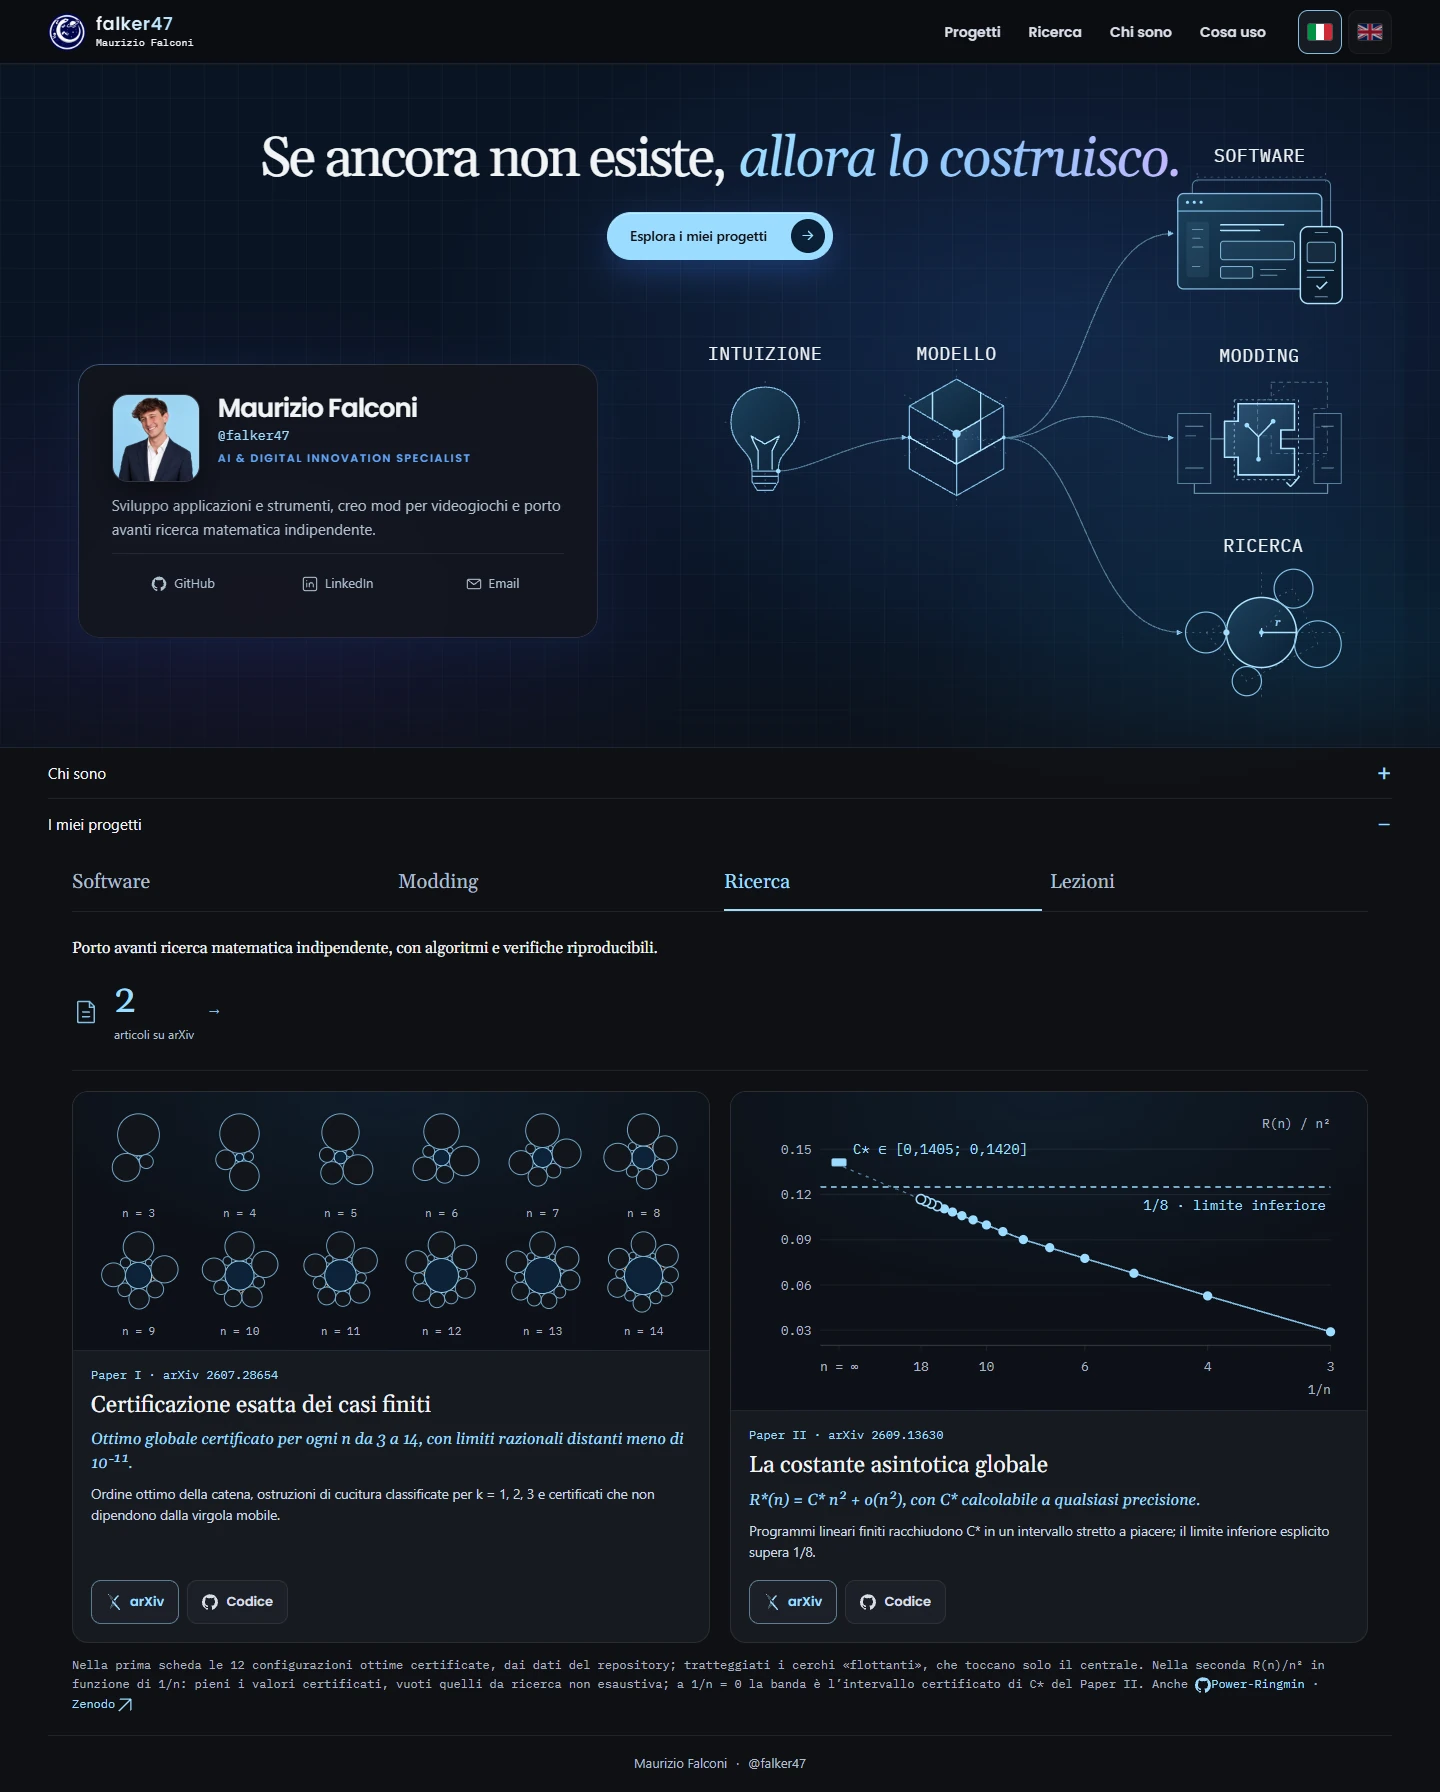 falker47
Maurizio Falconi
Progetti
Ricerca
Chi sono
Cosa uso
Se ancora non esiste, allora lo costruisco.
Esplora i miei progetti →
SOFTWARE
INTUIZIONE
MODELLO
MODDING
RICERCA
r
Maurizio Falconi
@falker47
AI & DIGITAL INNOVATION SPECIALIST
Sviluppo applicazioni e strumenti, creo mod per videogiochi e porto
avanti ricerca matematica indipendente.
GitHub
LinkedIn
Email
Chi sono +
I miei progetti −
Software
Modding
Ricerca
Lezioni
Porto avanti ricerca matematica indipendente, con algoritmi e verifiche riproducibili.
2 →
articoli su arXiv
n = 3
n = 4
n = 5
n = 6
n = 7
n = 8
n = 9
n = 10
n = 11
n = 12
n = 13
n = 14
Paper I · arXiv 2607.28654
Certificazione esatta dei casi finiti
Ottimo globale certificato per ogni n da 3 a 14, con limiti razionali distanti meno di
10⁻¹¹.
Ordine ottimo della catena, ostruzioni di cucitura classificate per k = 1, 2, 3 e certificati che non
dipendono dalla virgola mobile.
arXiv
Codice
R(n) / n²
0.15
C* ∈ [0,1405; 0,1420]
0.12
1/8 · limite inferiore
0.09
0.06
0.03
n = ∞
18
10
6
4
3
1/n
Paper II · arXiv 2609.13630
La costante asintotica globale
R*(n) = C* n² + o(n²), con C* calcolabile a qualsiasi precisione.
Programmi lineari finiti racchiudono C* in un intervallo stretto a piacere; il limite inferiore esplicito
supera 1/8.
arXiv
Codice
Nella prima scheda le 12 configurazioni ottime certificate, dai dati del repository; tratteggiati i cerchi «flottanti», che toccano solo il centrale. Nella seconda R(n)/n² in
funzione di 1/n: pieni i valori certificati, vuoti quelli da ricerca non esaustiva; a 1/n = 0 la banda è l’intervallo certificato di C* del Paper II. Anche Power-Ringmin ·
Zenodo
Maurizio Falconi · @falker47